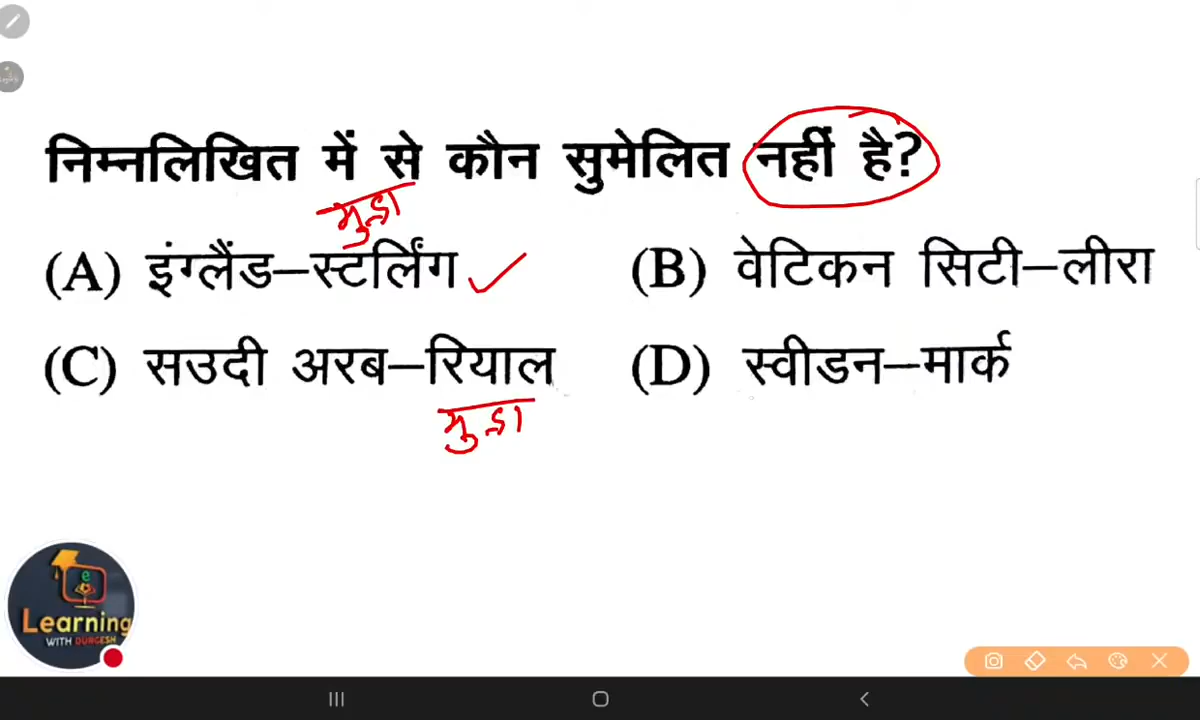 निम्नलिखित में से कौन सुमेलित नहीं है?
मुद्रा
(A) इंग्लैंड–स्टर्लिंग (B) वेटिकन सिटी–लीरा
(C) सउदी अरब–रियाल (D) स्वीडन–मार्क
मुद्रा
e
Learning
WITH DURGESH